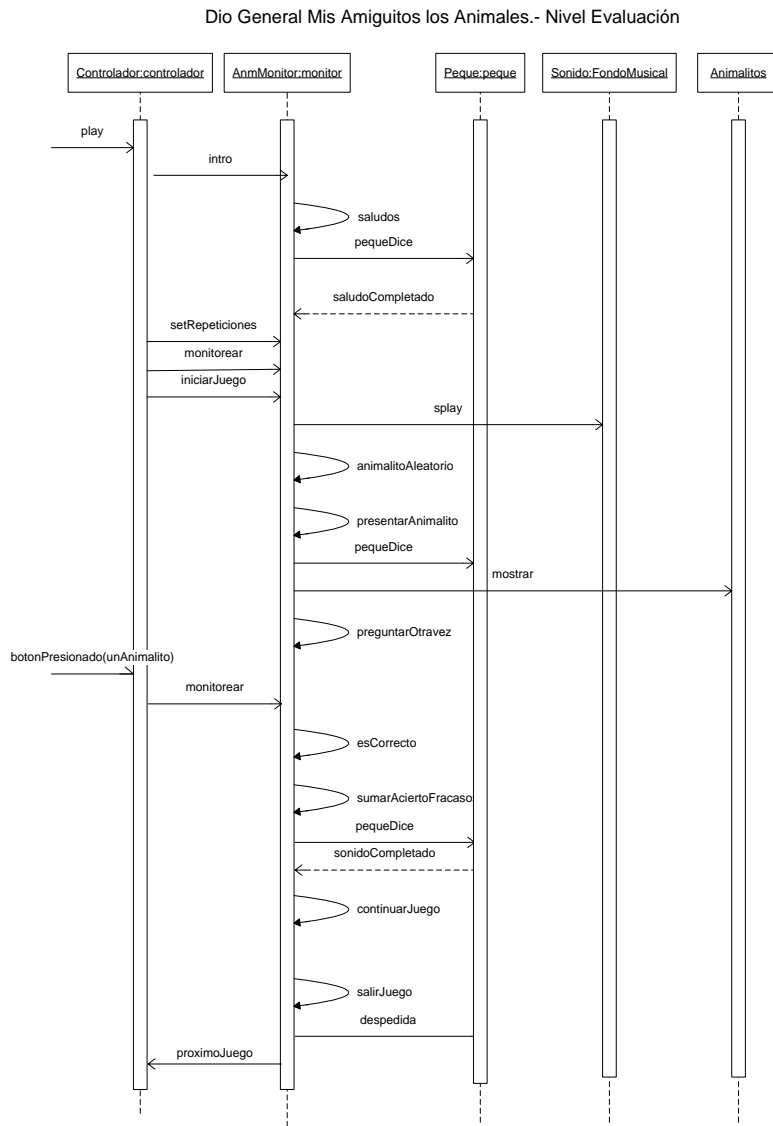 Dio General Mis Amiguitos los Animales.- Nivel Evaluación
Controlador:controlador
AnmMonitor:monitor
Peque:peque
Sonido:FondoMusical
Animalitos
play
intro
saludos
pequeDice
saludoCompletado
setRepeticiones
monitorear
iniciarJuego
splay
animalitoAleatorio
presentarAnimalito
pequeDice
mostrar
preguntarOtravez
botonPresionado(unAnimalito)
monitorear
esCorrecto
sumarAciertoFracaso
pequeDice
sonidoCompletado
continuarJuego
salirJuego
despedida
proximoJuego